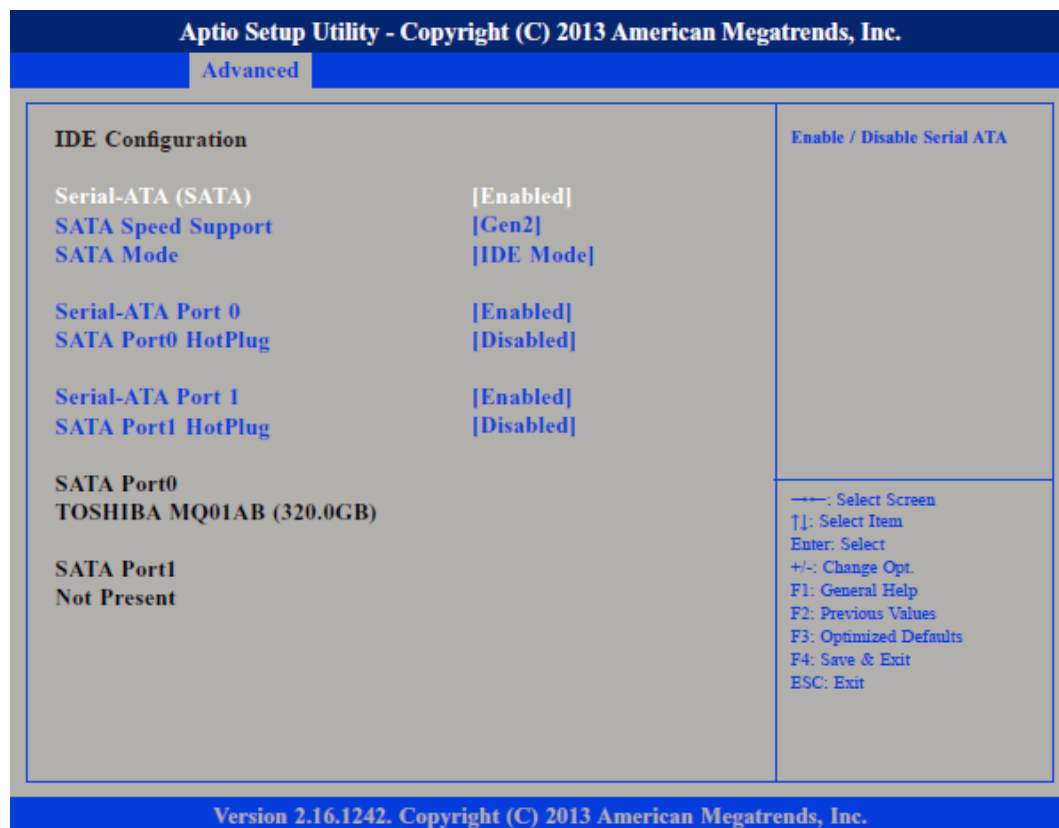 Aptio Setup Utility - Copyright (C) 2013 American Megatrends, Inc.
Advanced
IDE Configuration
Serial-ATA (SATA) [Enabled]
SATA Speed Support [Gen2]
SATA Mode [IDE Mode]
Serial-ATA Port 0 [Enabled]
SATA Port0 HotPlug [Disabled]
Serial-ATA Port 1 [Enabled]
SATA Port1 HotPlug [Disabled]
SATA Port0
TOSHIBA MQ01AB (320.0GB)
SATA Port1
Not Present
Enable / Disable Serial ATA
→←: Select Screen
↑↓: Select Item
Enter: Select
+/-: Change Opt.
F1: General Help
F2: Previous Values
F3: Optimized Defaults
F4: Save & Exit
ESC: Exit
Version 2.16.1242. Copyright (C) 2013 American Megatrends, Inc.